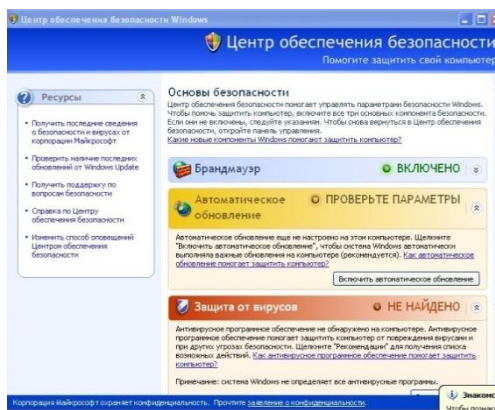 Центр обеспечения безопасности Windows
Центр обеспечения безопасности
Помогите защитить свой компьютер
Ресурсы
Получить последние сведения
о безопасности и вирусах от
корпорации Майкрософт
Проверить наличие последних
обновлений от Windows Update
Получить поддержку по
вопросам безопасности
Справка по Центру
обеспечения безопасности
Изменить способ оповещений
Центром обеспечения
безопасности
Основы безопасности
Центр обеспечения безопасности помогает управлять параметрами безопасности Windows.
Чтобы помочь защитить компьютер, включите все три основных компонента безопасности.
Если они не включены, следуйте указаниям. Чтобы снова вернуться в Центр обеспечения
безопасности, откройте панель управления.
Какие новые компоненты Windows помогают защитить компьютер?
Брандмауэр ВКЛЮЧЕНО
Автоматическое ПРОВЕРЬТЕ ПАРАМЕТРЫ
обновление
Автоматическое обновление еще не настроено на этом компьютере. Щелкните
"Включить автоматическое обновление", чтобы система Windows автоматически
выполняла важные обновления на компьютере (рекомендуется). Как автоматическое
обновление помогает защитить компьютер?
Включить автоматическое обновление
Защита от вирусов НЕ НАЙДЕНО
Антивирусное программное обеспечение не обнаружено на компьютере. Антивирусное
программное обеспечение помогает защитить компьютер от повреждения вирусами и
при других угрозах безопасности. Щелкните "Рекомендации" для получения списка
возможных действий. Как антивирусное программное обеспечение помогает защитить
компьютер?
Примечание: система Windows не определяет все антивирусные программы.
Корпорация Майкрософт охраняет конфиденциальность. Прочтите заявление о конфиденциальности.
Знакомс
Чтобы позн